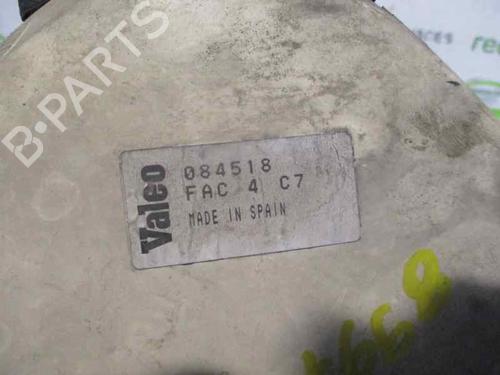 B-PARTS
Valeo
084518
FAC 4 C7
MADE IN SPAIN